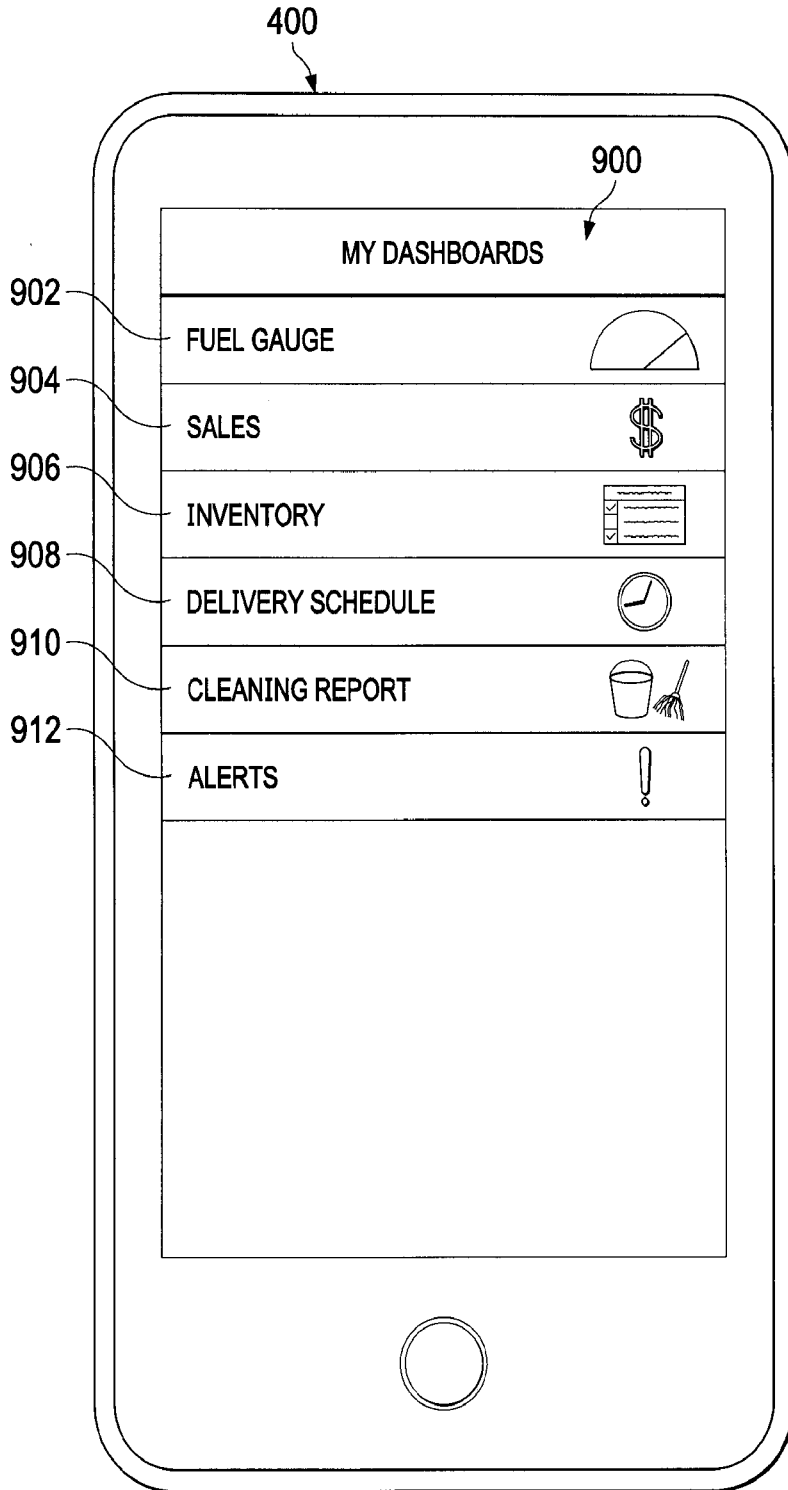 400
900
MY DASHBOARDS
902
FUEL GAUGE
904
SALES
$
906
INVENTORY
908
DELIVERY SCHEDULE
910
CLEANING REPORT
912
ALERTS
!